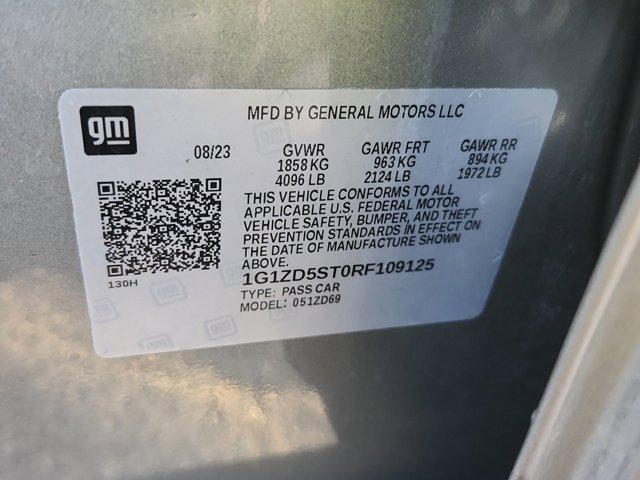 gm
MFD BY GENERAL MOTORS LLC
08/23 GVWR GAWR FRT GAWR RR
1858 KG 963 KG 894 KG
4096 LB 2124 LB 1972 LB
THIS VEHICLE CONFORMS TO ALL
APPLICABLE U.S. FEDERAL MOTOR
VEHICLE SAFETY, BUMPER, AND THEFT
PREVENTION STANDARDS IN EFFECT ON
THE DATE OF MANUFACTURE SHOWN
ABOVE.
1G1ZD5ST0RF109125
TYPE: PASS CAR
MODEL: 051ZD69
130H